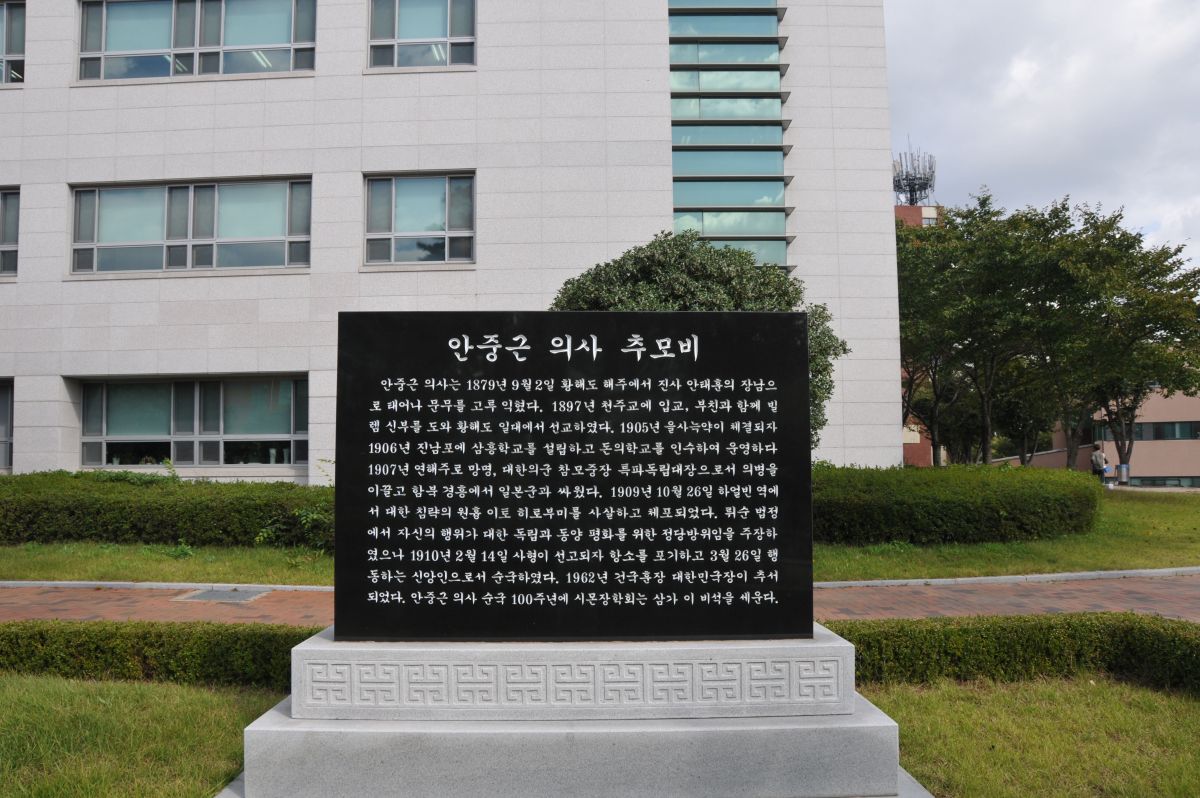 안중근 의사 추모비
안중근 의사는 1879년 9월2일 황해도 해주에서 진사 안태훈의 장남으
로 태어나 문무를 고루 익혔다. 1897년 천주교에 입교, 부친과 함께 빌
렘 신부를 도와 황해도 일대에서 선교하였다. 1905년 을사늑약이 체결되자
1906년 진남포에 삼흥학교를 설립하고 돈의학교를 인수하여 운영하다
1907년 연해주로 망명, 대한의군 참모중장 특파독립대장으로서 의병을
이끌고 함북 경흥에서 일본군과 싸웠다. 1909년 10월 26일 하얼빈 역에
서 대한 침략의 원흉 이토 히로부미를 사살하고 체포되었다. 뤼순 법정
에서 자신의 행위가 대한 독립과 동양 평화를 위한 정당방위임을 주장하
였으나 1910년 2월 14일 사형이 선고되자 항소를 포기하고 3월 26일 행
동하는 신앙인으로서 순국하였다. 1962년 건국훈장 대한민국장이 추서
되었다. 안중근 의사 순국 100주년에 시몬장학회는 삼가 이 비석을 세운다.